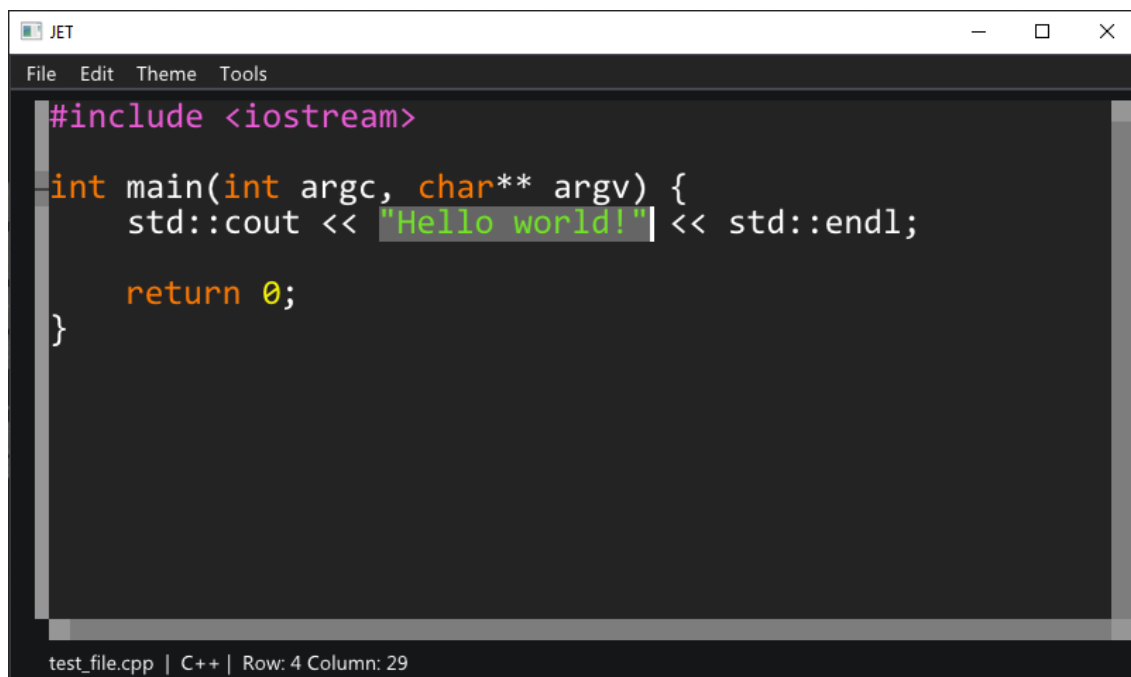 JET
File Edit Theme Tools
#include <iostream>
int main(int argc, char** argv) {
    std::cout << "Hello world!" << std::endl;
    return 0;
}
test_file.cpp | C++ | Row: 4 Column: 29